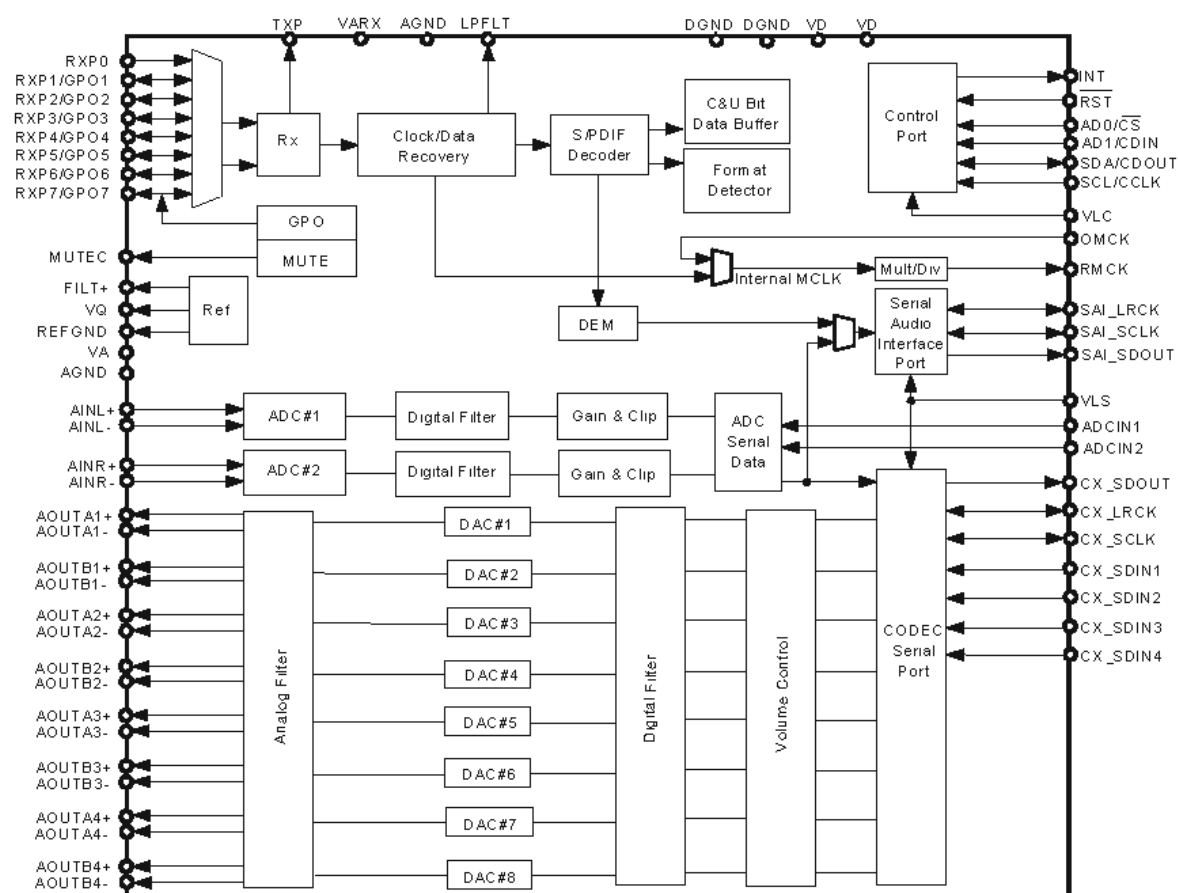 TXP VARX AGND LPFLT DGND DGND VD VD
RXP0
RXP1/GPO1
RXP2/GPO2
RXP3/GPO3
RXP4/GPO4
RXP5/GPO5
RXP6/GPO6
RXP7/GPO7
MUTEC
FILT+
VQ
REFGND
VA
AGND
AINL+
AINL-
AINR+
AINR-
AOUTA1+
AOUTA1-
AOUTB1+
AOUTB1-
AOUTA2+
AOUTA2-
AOUTB2+
AOUTB2-
AOUTA3+
AOUTA3-
AOUTB3+
AOUTB3-
AOUTA4+
AOUTA4-
AOUTB4+
AOUTB4-
Rx
Clock/Data
Recovery
S/PDIF
Decoder
C&U Bit
Data Buffer
Format
Detector
Control
Port
GPO
MUTE
Ref
Internal MCLK
Mult/Div
DEM
Serial
Audio
Interface
Port
ADC#1
Digital Filter
Gain & Clip
ADC#2
Digital Filter
Gain & Clip
ADC
Serial
Data
Analog Filter
DAC#1
DAC#2
DAC#3
DAC#4
DAC#5
DAC#6
DAC#7
DAC#8
Digital Filter
Volume Control
CODEC
Serial
Port
INT
RST
AD0/CS
AD1/CDIN
SDA/CDOUT
SCL/CCLK
VLC
OMCK
RMCK
SAI_LRCK
SAI_SCLK
SAI_SDOUT
VLS
ADCIN1
ADCIN2
CX_SDOUT
CX_LRCK
CX_SCLK
CX_SDIN1
CX_SDIN2
CX_SDIN3
CX_SDIN4